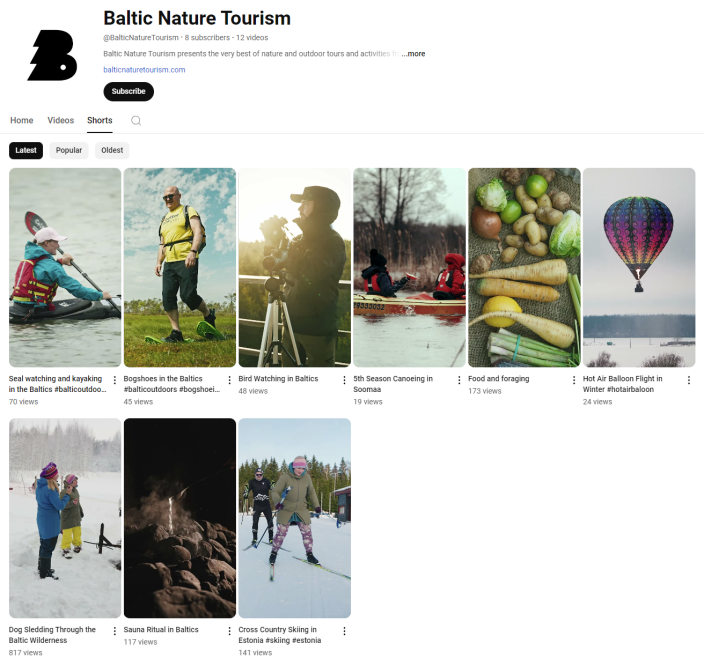 Baltic Nature Tourism
@BalticNatureTourism · 8 subscribers · 12 videos
Baltic Nature Tourism presents the very best of nature and outdoor tours and activities ...more
balticnaturetourism.com
Subscribe
Home Videos Shorts
Latest Popular Oldest
Seal watching and kayaking
in the Baltics #balticoutdoo...
70 views
Bogshoes in the Baltics
#balticoutdoors #bogshoei...
45 views
Bird Watching in Baltics
48 views
5th Season Canoeing in
Soomaa
19 views
Food and foraging
173 views
Hot Air Balloon Flight in
Winter #hotairbaloon
24 views
Dog Sledding Through the
Baltic Wilderness
817 views
Sauna Ritual in Baltics
117 views
Cross Country Skiing in
Estonia #skiing #estonia
141 views